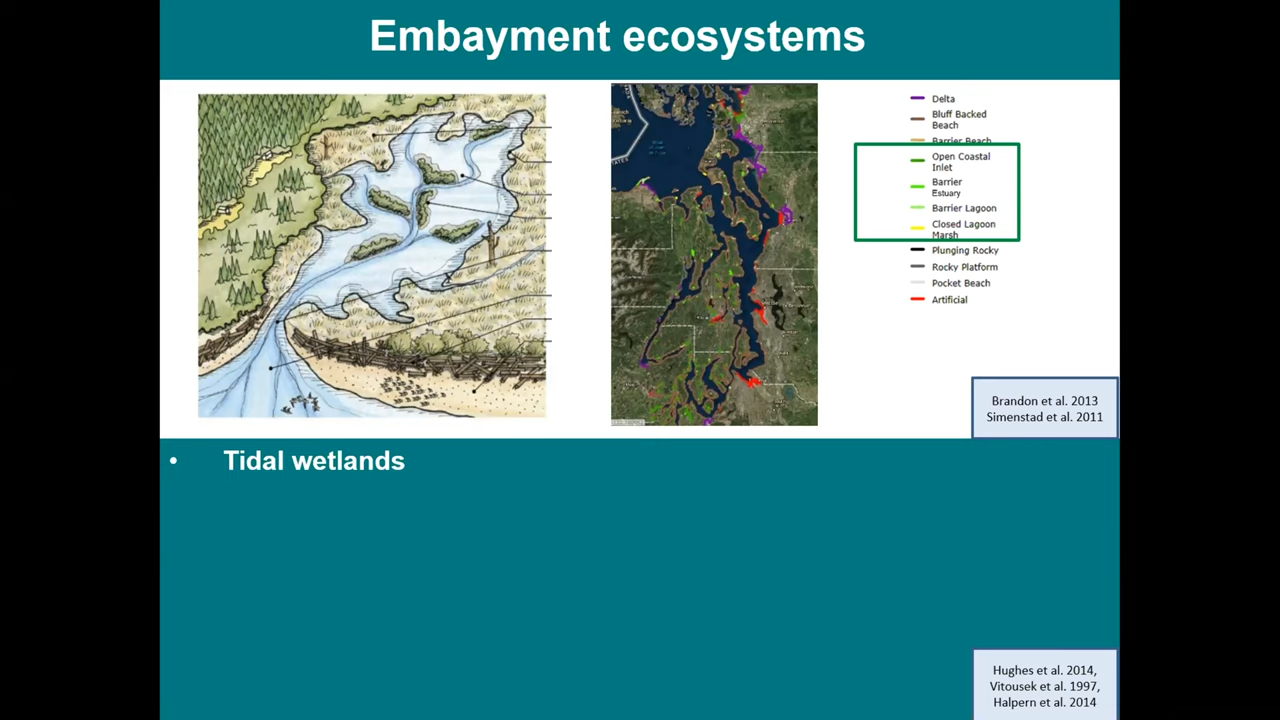 Embayment ecosystems
Delta
Bluff Backed
Beach
Barrier Beach
Open Coastal
Inlet
Barrier
Estuary
Barrier Lagoon
Closed Lagoon
Marsh
Plunging Rocky
Rocky Platform
Pocket Beach
Artificial
Brandon et al. 2013
Simenstad et al. 2011
• Tidal wetlands
Hughes et al. 2014,
Vitousek et al. 1997,
Halpern et al. 2014